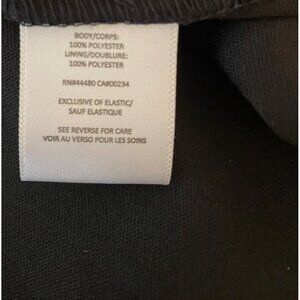 BODY/CORPS:
100% POLYESTER
LINING/DOUBLURE:
100% POLYESTER
RN#44480 CA#00234
EXCLUSIVE OF ELASTIC/
SAUF ELASTIQUE
SEE REVERSE FOR CARE
VOIR AU VERSO POUR LES SOINS